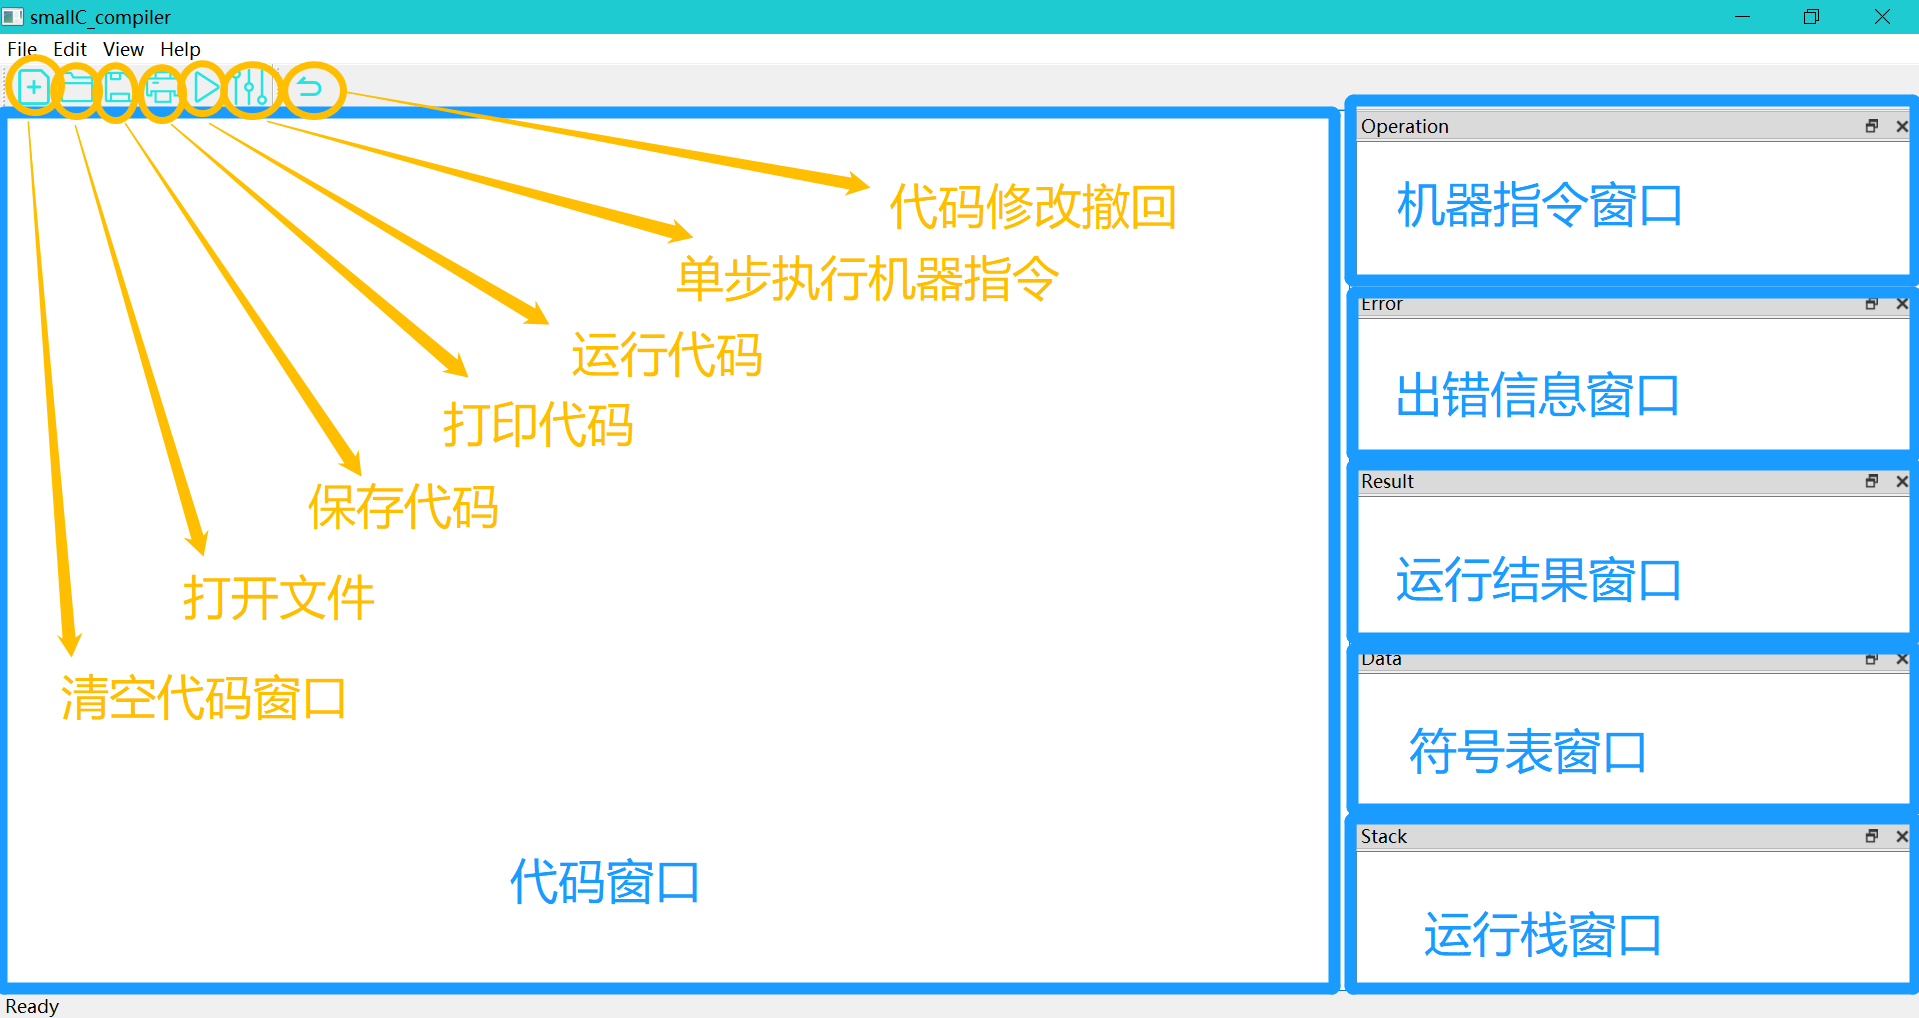 smallC_compiler
File Edit View Help
代码修改撤回
单步执行机器指令
运行代码
打印代码
保存代码
打开文件
清空代码窗口
代码窗口
Operation
机器指令窗口
Error
出错信息窗口
Result
运行结果窗口
Data
符号表窗口
Stack
运行栈窗口
Ready